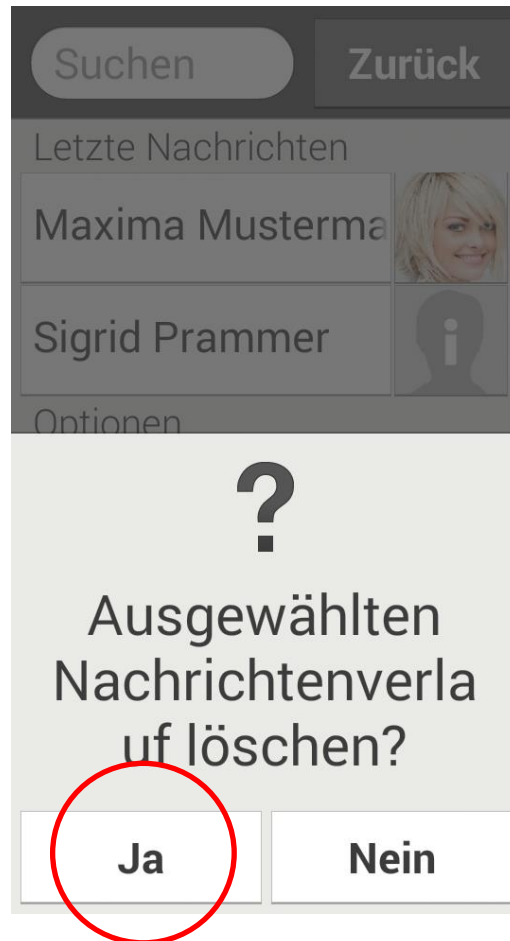 Suchen Zurück
Letzte Nachrichten
Maxima Musterma
Sigrid Prammer
i
Optionen
?
Ausgewählten
Nachrichtenverla
uf löschen?
Ja Nein